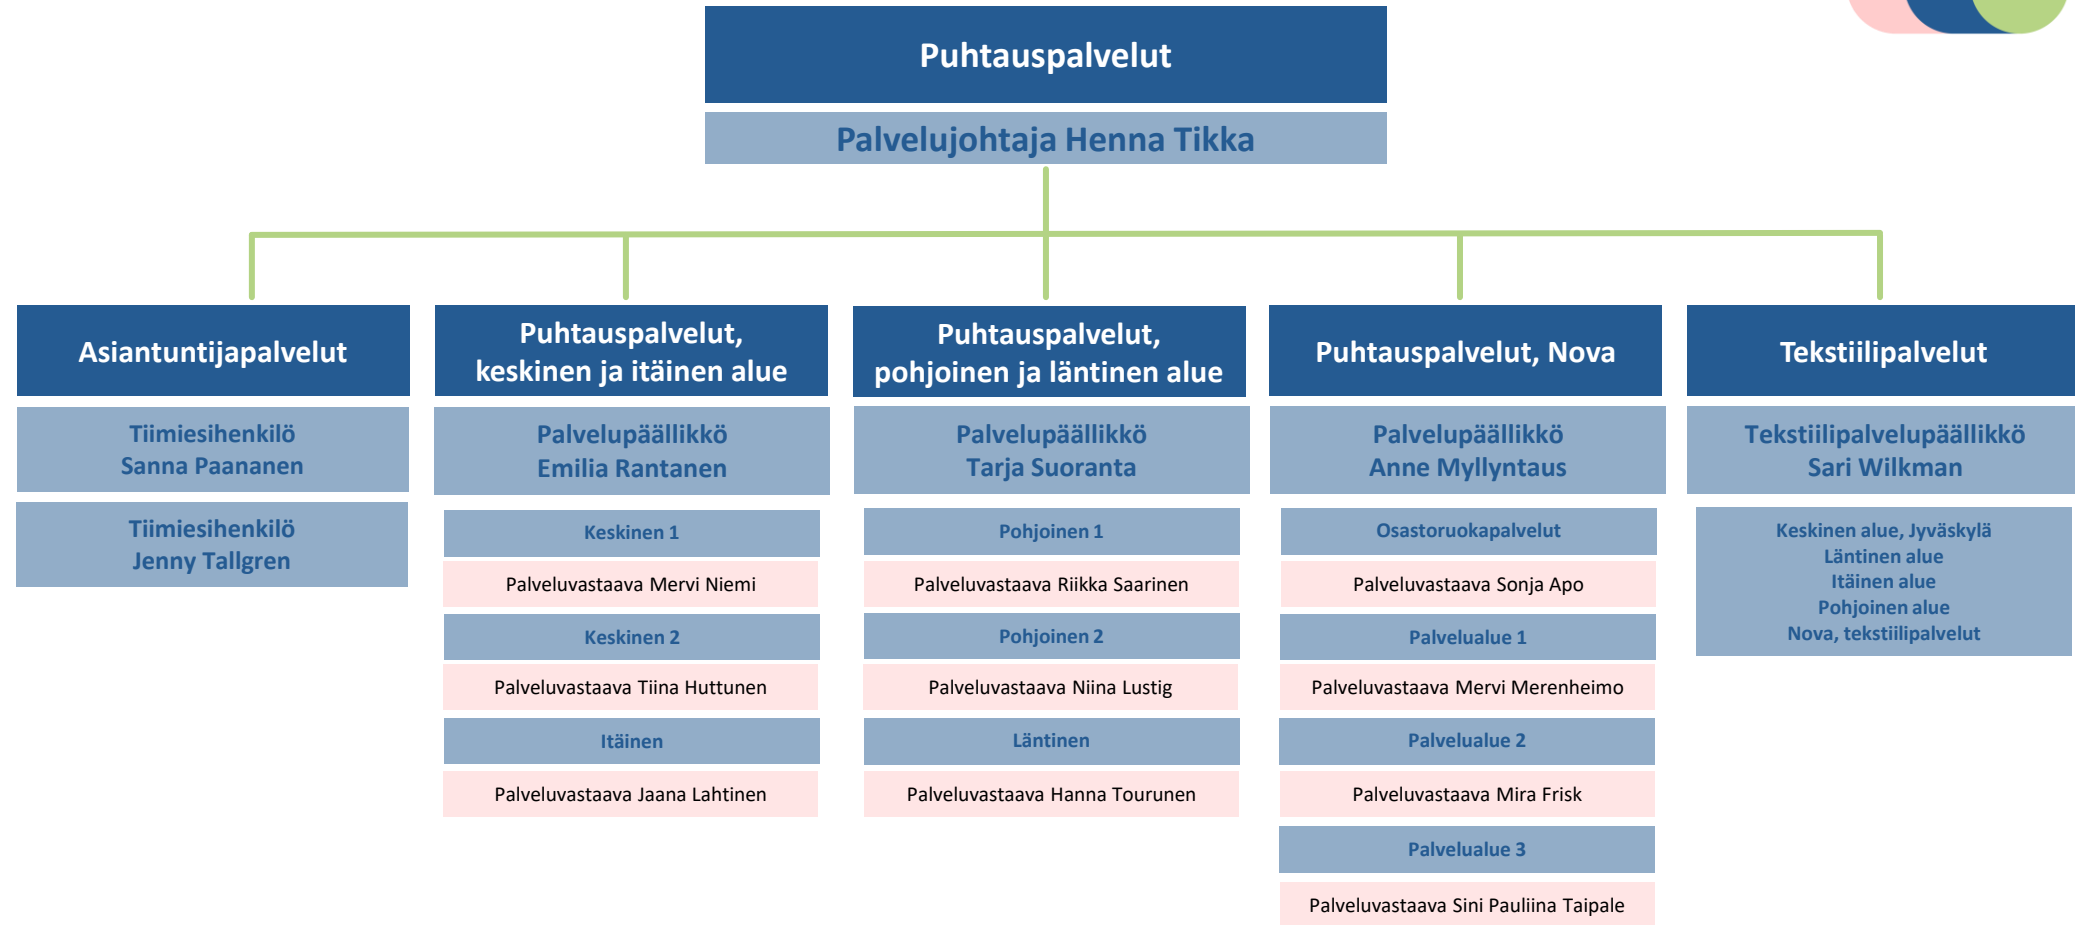 Puhtauspalvelut
Palvelujohtaja Henna Tikka
Asiantuntijapalvelut
Tiimiesihenkilö
Sanna Paananen
Tiimiesihenkilö
Jenny Tallgren
Puhtauspalvelut,
keskinen ja itäinen alue
Palvelupäällikkö
Emilia Rantanen
Keskinen 1
Palveluvastaava Mervi Niemi
Keskinen 2
Palveluvastaava Tiina Huttunen
Itäinen
Palveluvastaava Jaana Lahtinen
Puhtauspalvelut,
pohjoinen ja läntinen alue
Palvelupäällikkö
Tarja Suoranta
Pohjoinen 1
Palveluvastaava Riikka Saarinen
Pohjoinen 2
Palveluvastaava Niina Lustig
Läntinen
Palveluvastaava Hanna Tourunen
Puhtauspalvelut, Nova
Palvelupäällikkö
Anne Myllyntaus
Osastoruokapalvelut
Palveluvastaava Sonja Apo
Palvelualue 1
Palveluvastaava Mervi Merenheimo
Palvelualue 2
Palveluvastaava Mira Frisk
Palvelualue 3
Palveluvastaava Sini Pauliina Taipale
Tekstiilipalvelut
Tekstiilipalvelupäällikkö
Sari Wilkman
Keskinen alue, Jyväskylä
Läntinen alue
Itäinen alue
Pohjoinen alue
Nova, tekstiilipalvelut